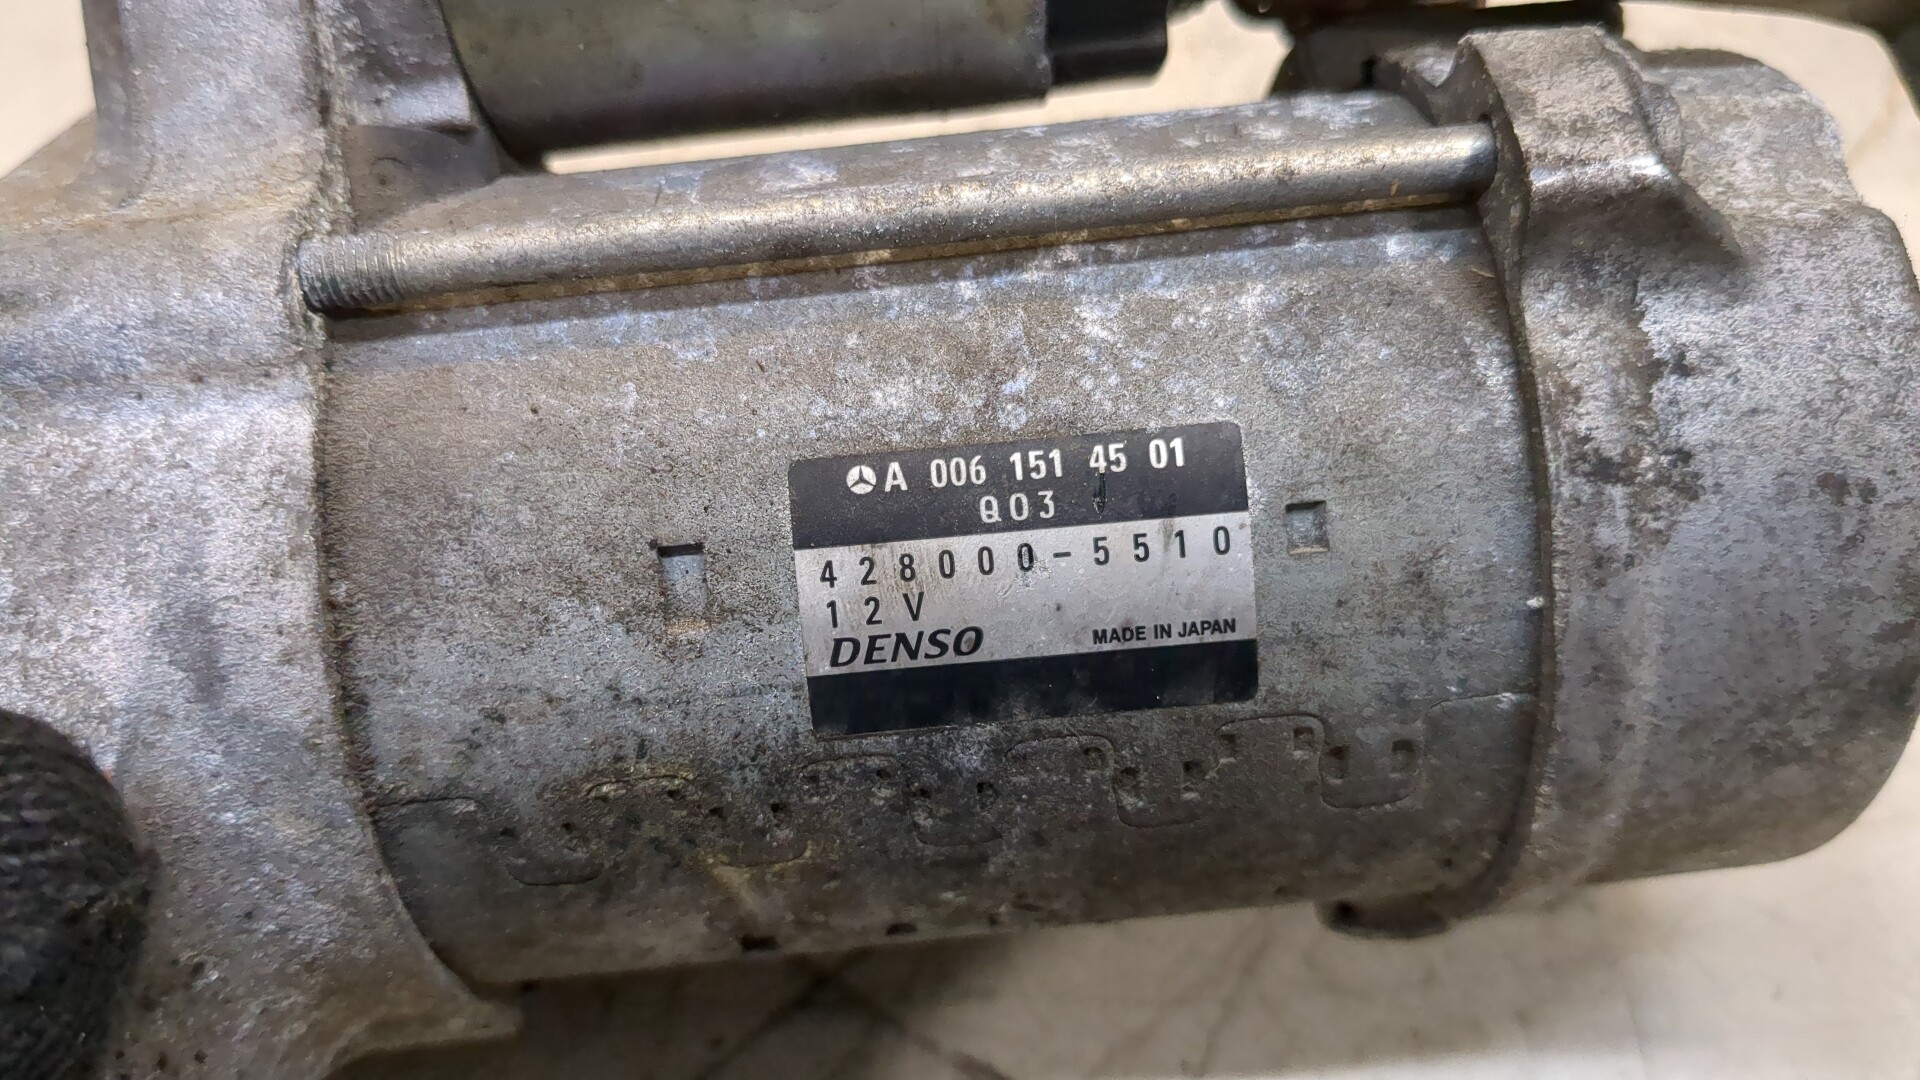 A 006 151 45 01
Q03
428000-5510
12V
DENSO
MADE IN JAPAN